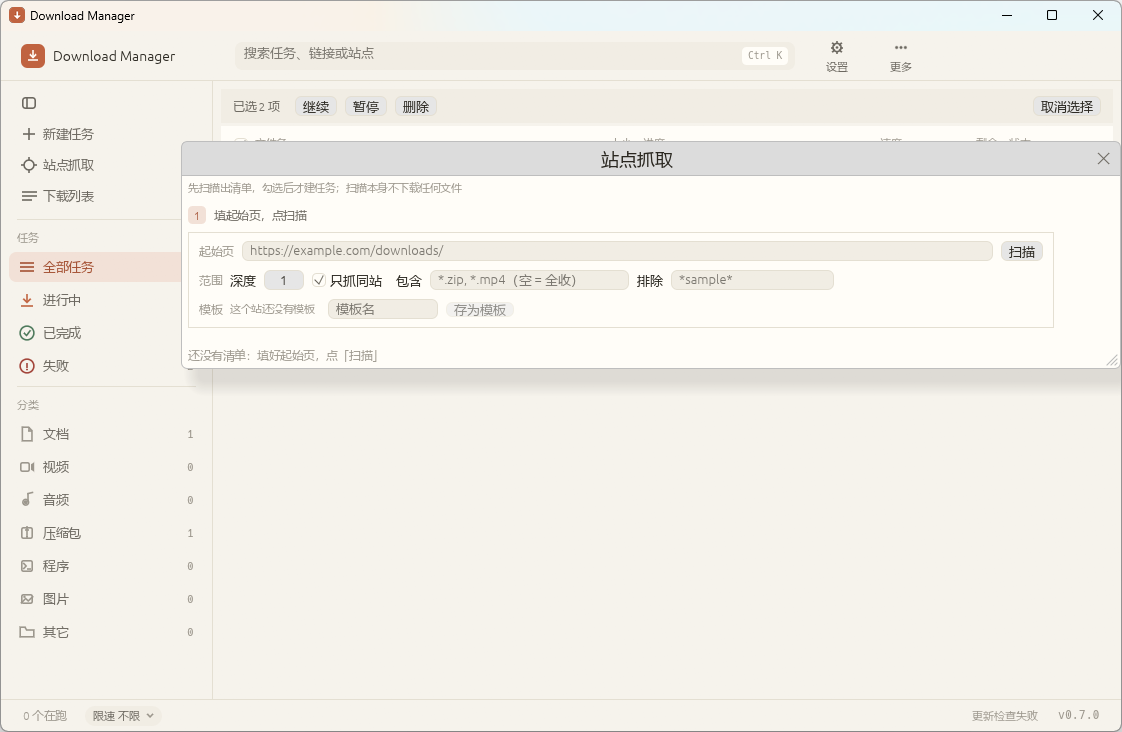 Download Manager
Download Manager
搜索任务、链接或站点
Ctrl K
设置
更多
新建任务
站点抓取
下载列表
任务
全部任务
进行中
已完成
失败
分类
文档 1
视频 0
音频 0
压缩包 1
程序 0
图片 0
其它 0
已选 2 项 继续 暂停 删除 取消选择
站点抓取
先扫描出清单，勾选后才建任务；扫描本身不下载任何文件
1 填起始页，点扫描
起始页 https://example.com/downloads/ 扫描
范围 深度 1 只抓同站 包含 *.zip, *.mp4（空 = 全收） 排除 *sample*
模板 这个站还没有模板 模板名 存为模板
还没有清单：填好起始页，点「扫描」
0 个在跑 限速 不限 更新检查失败 v0.7.0